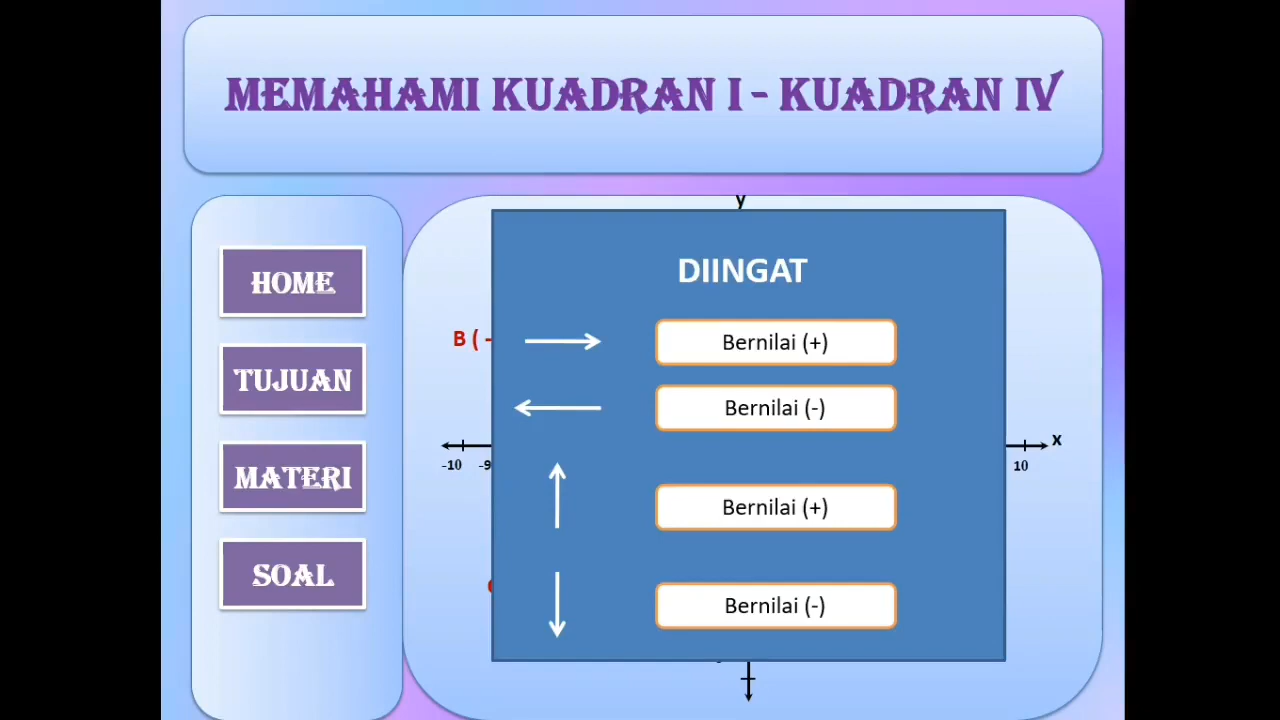 MEMAHAMI KUADRAN I - KUADRAN IV
HOME
TUJUAN
MATERI
SOAL
y
DIINGAT
B ( -
Bernilai (+)
Bernilai (-)
x
-10 -9
10
Bernilai (+)
Bernilai (-)